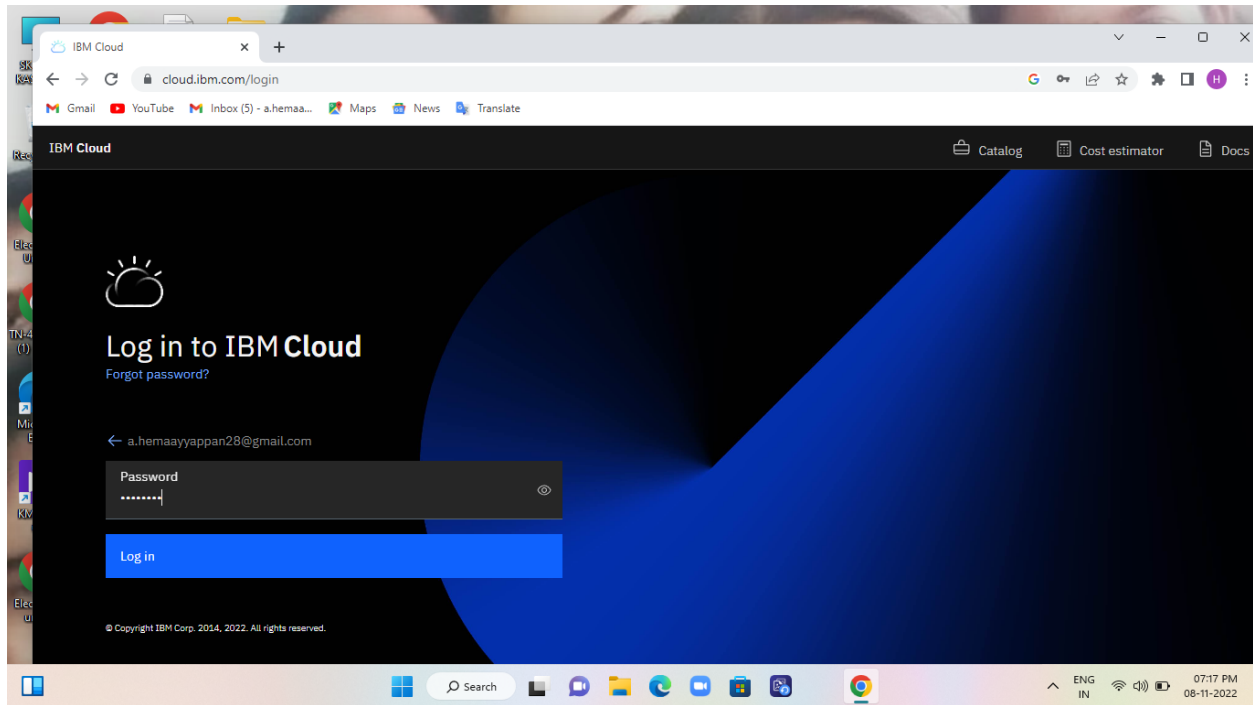 IBM Cloud
cloud.ibm.com/login
G
H
Gmail YouTube Inbox (5) - a.hemaa... Maps News Translate
IBM Cloud Catalog Cost estimator Docs
Log in to IBM Cloud
Forgot password?
a.hemaayyappan28@gmail.com
Password
••••••••
Log in
© Copyright IBM Corp. 2014, 2022. All rights reserved.
Search
ENG
IN
07:17 PM
08-11-2022